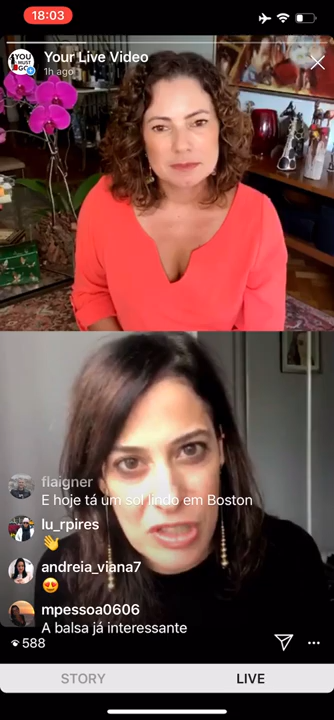 18:03
YOU
MUST
GO
Your Live Video
1h ago
flaigner
E hoje tá um sol lindo em Boston
lu_rpires
👋
andreia_viana7
😍
mpessoa0606
A balsa já interessante
588
STORY
LIVE